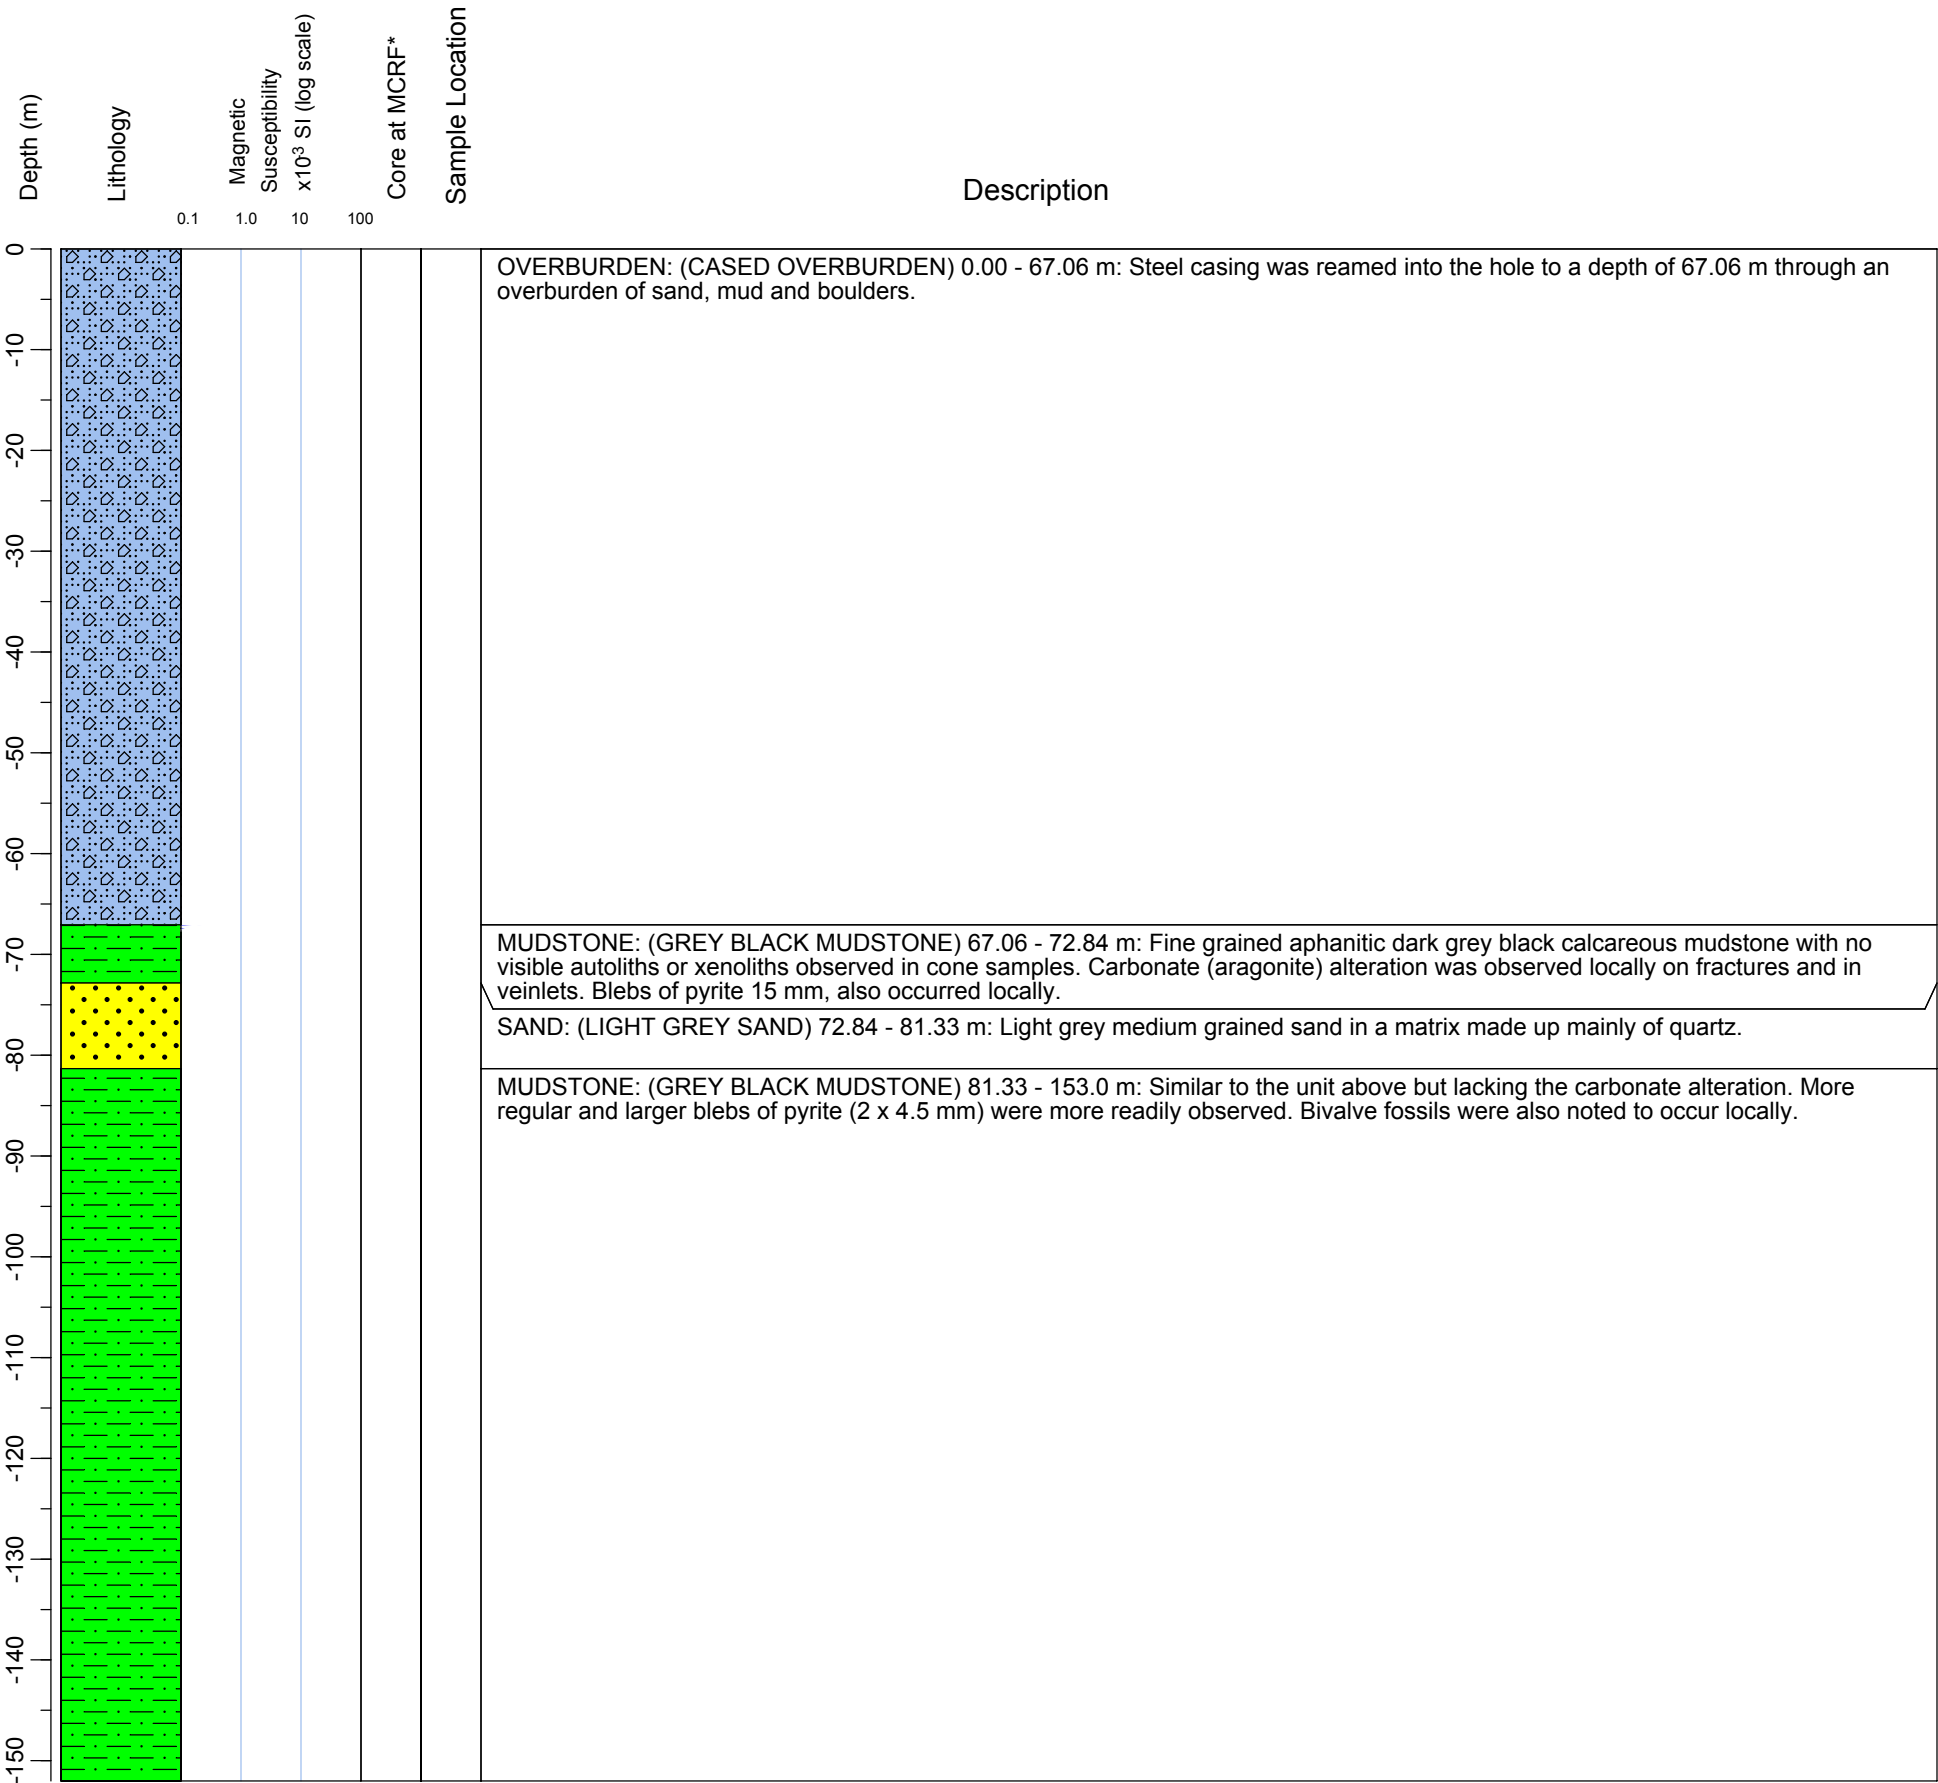 Depth (m)
Lithology
Magnetic
Susceptibility
x10³ SI (log scale)
Core at MCRF*
Sample Location
Description
0.1 1.0 10 100
0
OVERBURDEN: (CASED OVERBURDEN) 0.00 - 67.06 m: Steel casing was reamed into the hole to a depth of 67.06 m through an
overburden of sand, mud and boulders.
-10
-20
-30
-40
-50
-60
MUDSTONE: (GREY BLACK MUDSTONE) 67.06 - 72.84 m: Fine grained aphanitic dark grey black calcareous mudstone with no
-70
visible autoliths or xenoliths observed in cone samples. Carbonate (aragonite) alteration was observed locally on fractures and in
veinlets. Blebs of pyrite 15 mm, also occurred locally.
SAND: (LIGHT GREY SAND) 72.84 - 81.33 m: Light grey medium grained sand in a matrix made up mainly of quartz.
-80
MUDSTONE: (GREY BLACK MUDSTONE) 81.33 - 153.0 m: Similar to the unit above but lacking the carbonate alteration. More
regular and larger blebs of pyrite (2 x 4.5 mm) were more readily observed. Bivalve fossils were also noted to occur locally.
-90
-100
-110
-120
-130
-140
-150